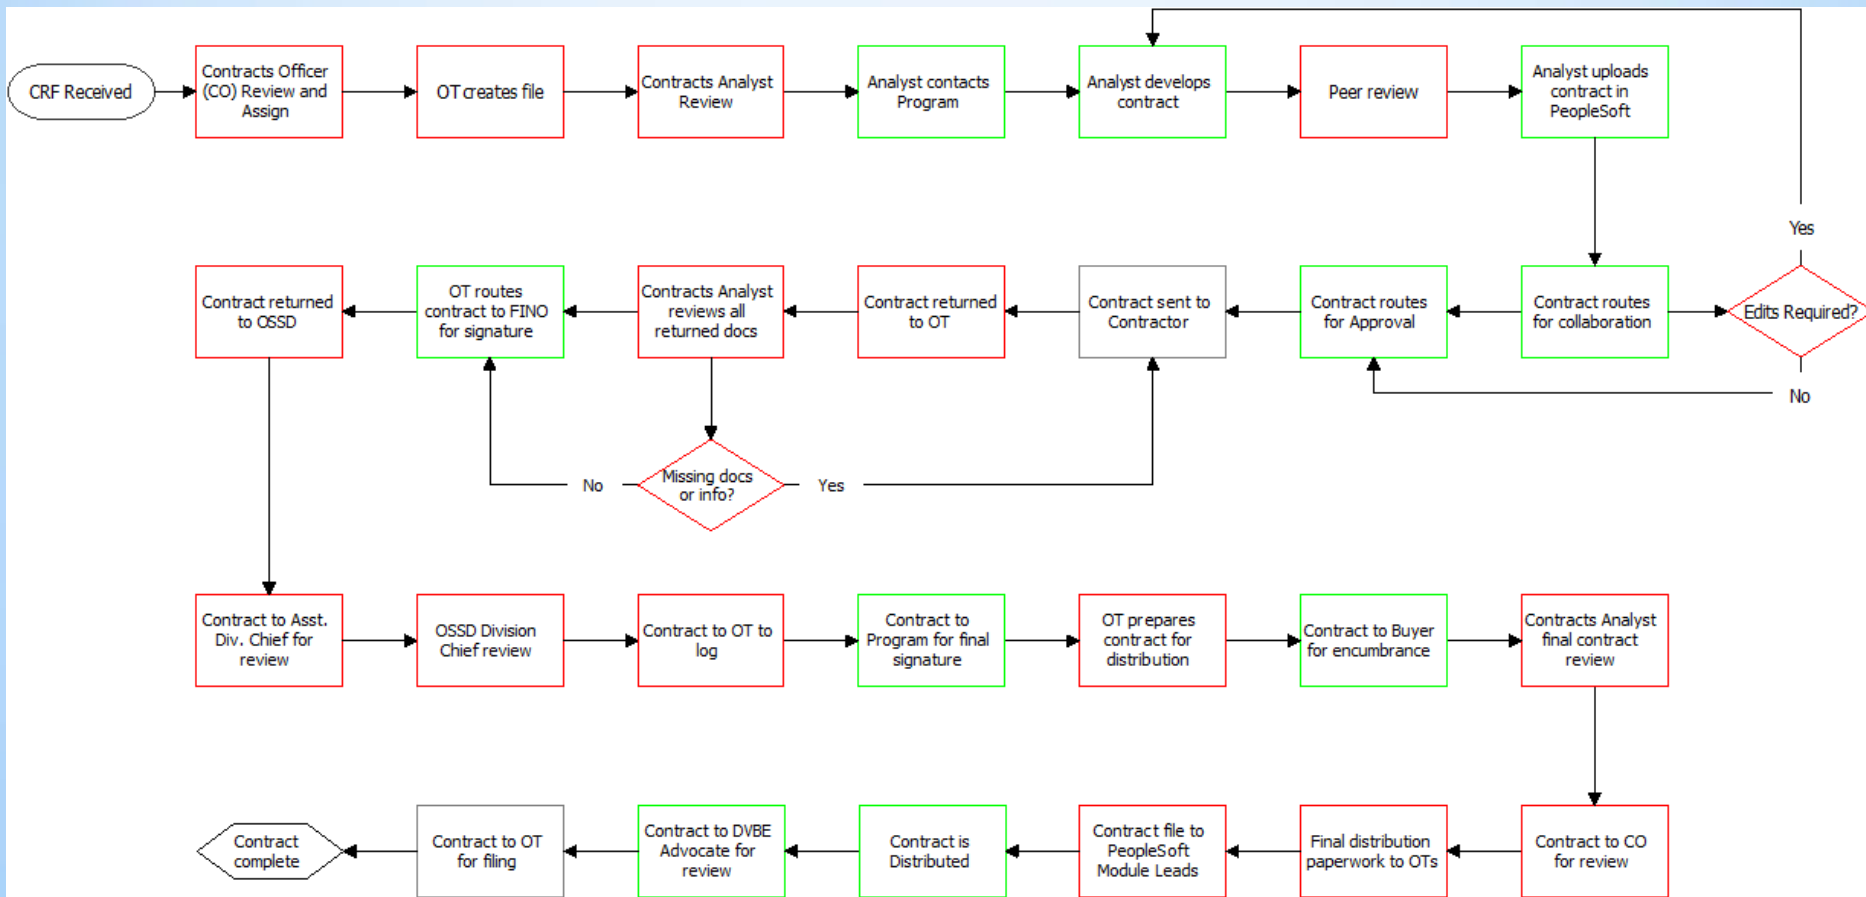 CRF Received
Contracts Officer
(CO) Review and
Assign
OT creates file
Contracts Analyst
Review
Analyst contacts
Program
Analyst develops
contract
Peer review
Analyst uploads
contract in
PeopleSoft
Yes
Contract returned
to OSSD
OT routes
contract to FINO
for signature
Contracts Analyst
reviews all
returned docs
Contract returned
to OT
Contract sent to
Contractor
Contract routes
for Approval
Contract routes
for collaboration
Edits Required?
No
No
Missing docs
or info?
Yes
Contract to Asst.
Div. Chief for
review
OSSD Division
Chief review
Contract to OT to
log
Contract to
Program for final
signature
OT prepares
contract for
distribution
Contract to Buyer
for encumbrance
Contracts Analyst
final contract
review
Contract
complete
Contract to OT
for filing
Contract to DVBE
Advocate for
review
Contract is
Distributed
Contract file to
PeopleSoft
Module Leads
Final distribution
paperwork to OTs
Contract to CO
for review